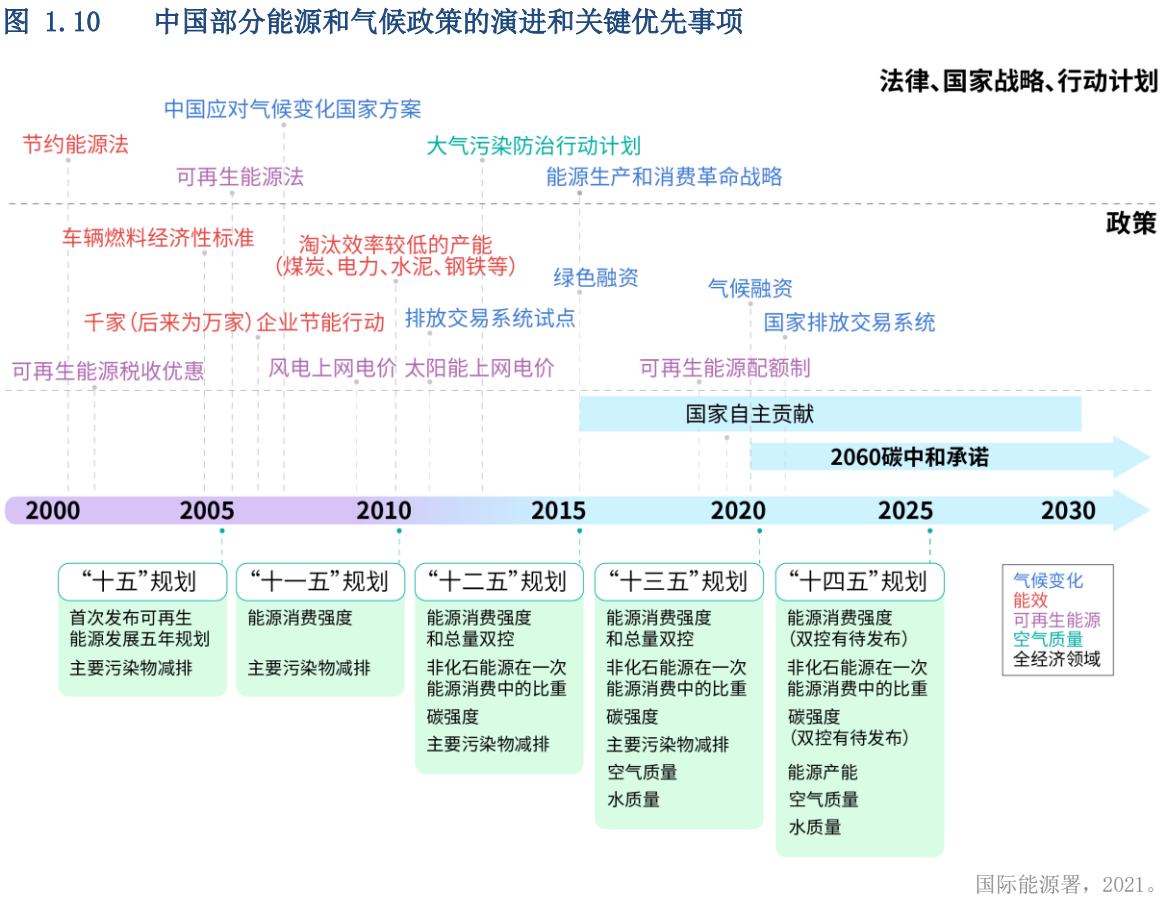 图 1.10 中国部分能源和气候政策的演进和关键优先事项
法律、国家战略、行动计划
中国应对气候变化国家方案
节约能源法
大气污染防治行动计划
可再生能源法
能源生产和消费革命战略
政策
车辆燃料经济性标准
淘汰效率较低的产能
（煤炭、电力、水泥、钢铁等）
绿色融资
气候融资
千家（后来为万家）企业节能行动
排放交易系统试点
国家排放交易系统
可再生能源税收优惠
风电上网电价
太阳能上网电价
可再生能源配额制
国家自主贡献
2060碳中和承诺
2000
2005
2010
2015
2020
2025
2030
“十五”规划
首次发布可再生
能源发展五年规划
主要污染物减排
“十一五”规划
能源消费强度
主要污染物减排
“十二五”规划
能源消费强度
和总量双控
非化石能源在一次
能源消费中的比重
碳强度
主要污染物减排
“十三五”规划
能源消费强度
和总量双控
非化石能源在一次
能源消费中的比重
碳强度
主要污染物减排
空气质量
水质量
“十四五”规划
能源消费强度
（双控有待发布）
非化石能源在一次
能源消费中的比重
碳强度
（双控有待发布）
能源产能
空气质量
水质量
气候变化
能效
可再生能源
空气质量
全经济领域
国际能源署，2021。